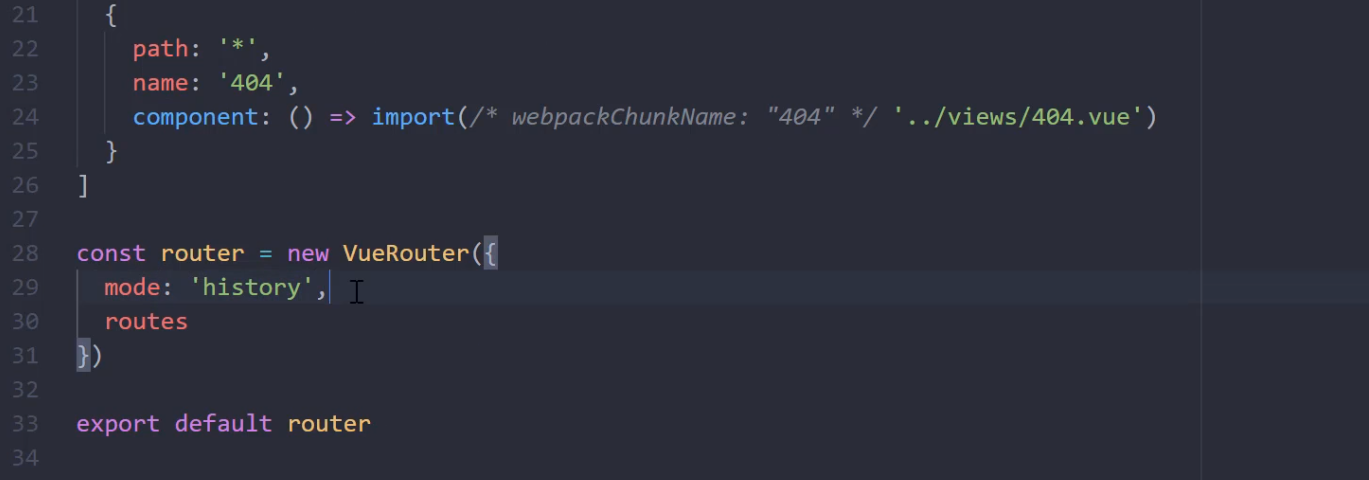 21 {
22 path: '*',
23 name: '404',
24 component: () => import(/* webpackChunkName: "404" */ '../views/404.vue')
25 }
26 ]
27
28 const router = new VueRouter({
29 mode: 'history',
30 routes
31 })
32
33 export default router
34